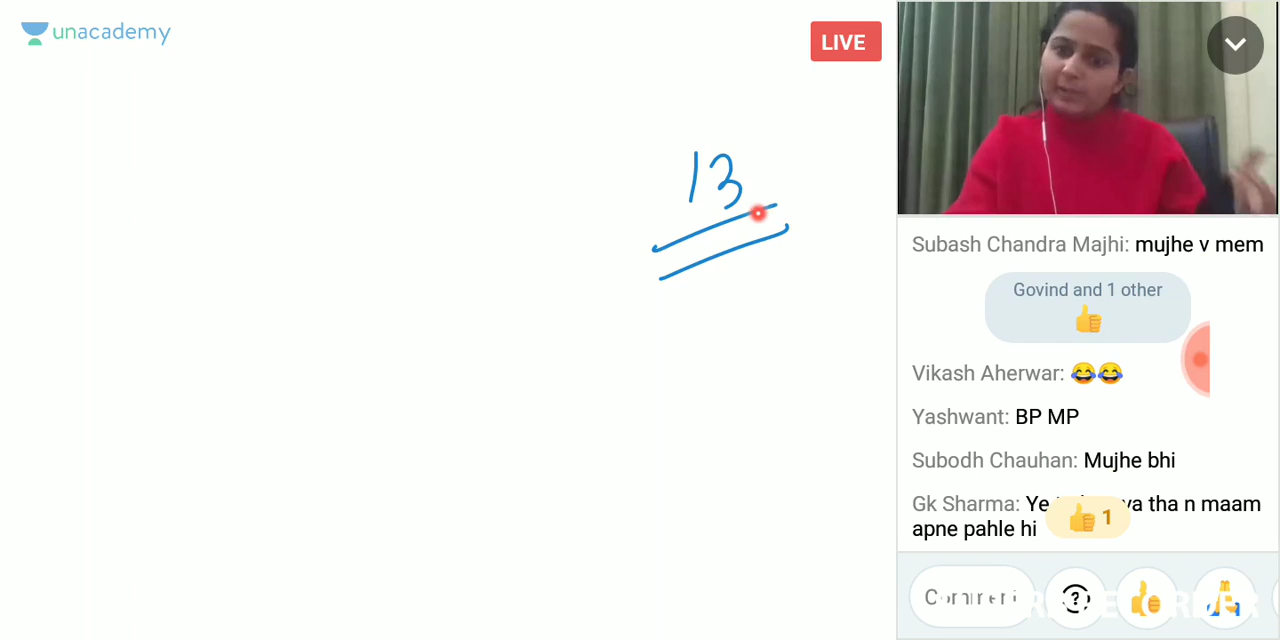 unacademy
LIVE
13
Subash Chandra Majhi: mujhe v mem
Govind and 1 other
Vikash Aherwar: 😂😂
Yashwant: BP MP
Subodh Chauhan: Mujhe bhi
Gk Sharma: Ye tha n maam
apne pahle hi
1